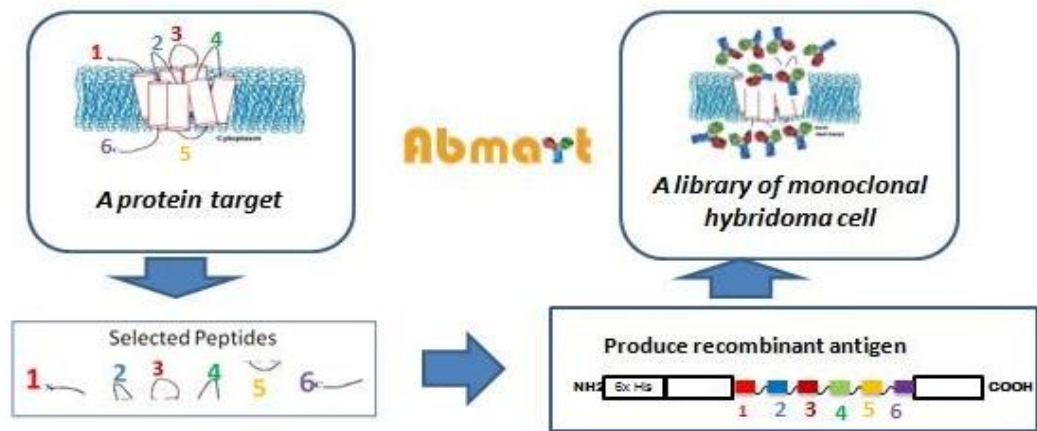 1
2
3
4
Cytoplasm
6
5
A protein target
Abmart
A library of monoclonal
hybridoma cell
Selected Peptides
1 2 3 4 5 6
Produce recombinant antigen
NH2 6x His COOH
1 2 3 4 5 6